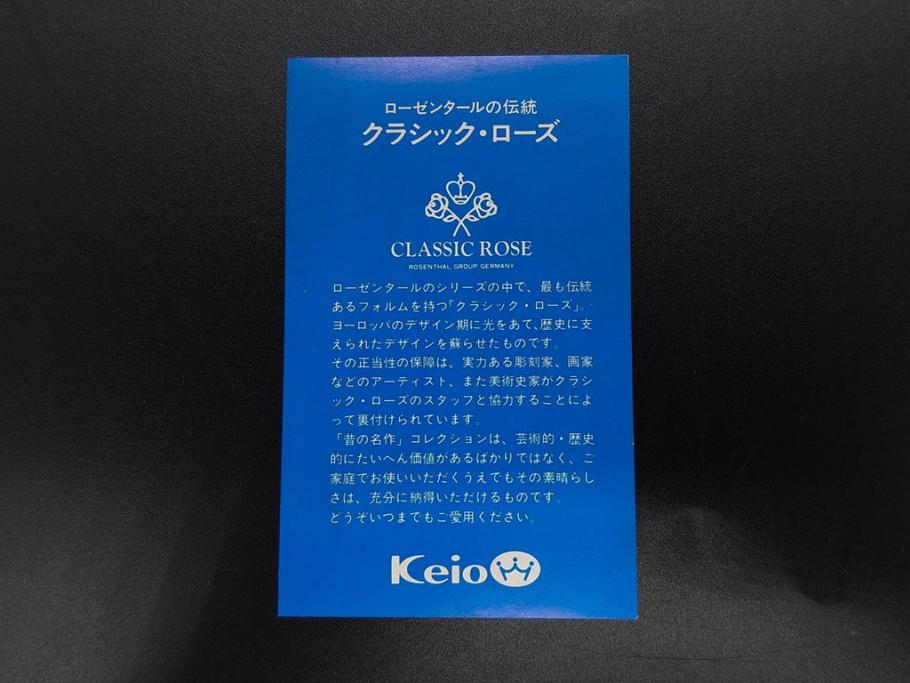 ローゼンタールの伝統
クラシック・ローズ
CLASSIC ROSE
ROSENTHAL GROUP GERMANY
ローゼンタールのシリーズの中で、最も伝統
あるフォルムを持つ「クラシック・ローズ」。
ヨーロッパのデザイン期に光をあて、歴史に支
えられたデザインを蘇らせたものです。
その正当性の保障は、実力ある彫刻家、画家
などのアーティスト、また美術史家がクラシ
ック・ローズのスタッフと協力することによ
って裏付けられています。
「昔の名作」コレクションは、芸術的・歴史
的にたいへん価値があるばかりではなく、ご
家庭でお使いいただくうえてもその素晴らし
さは、充分に納得いただけるものです。
どうぞいつまでもご愛用ください。
Keio